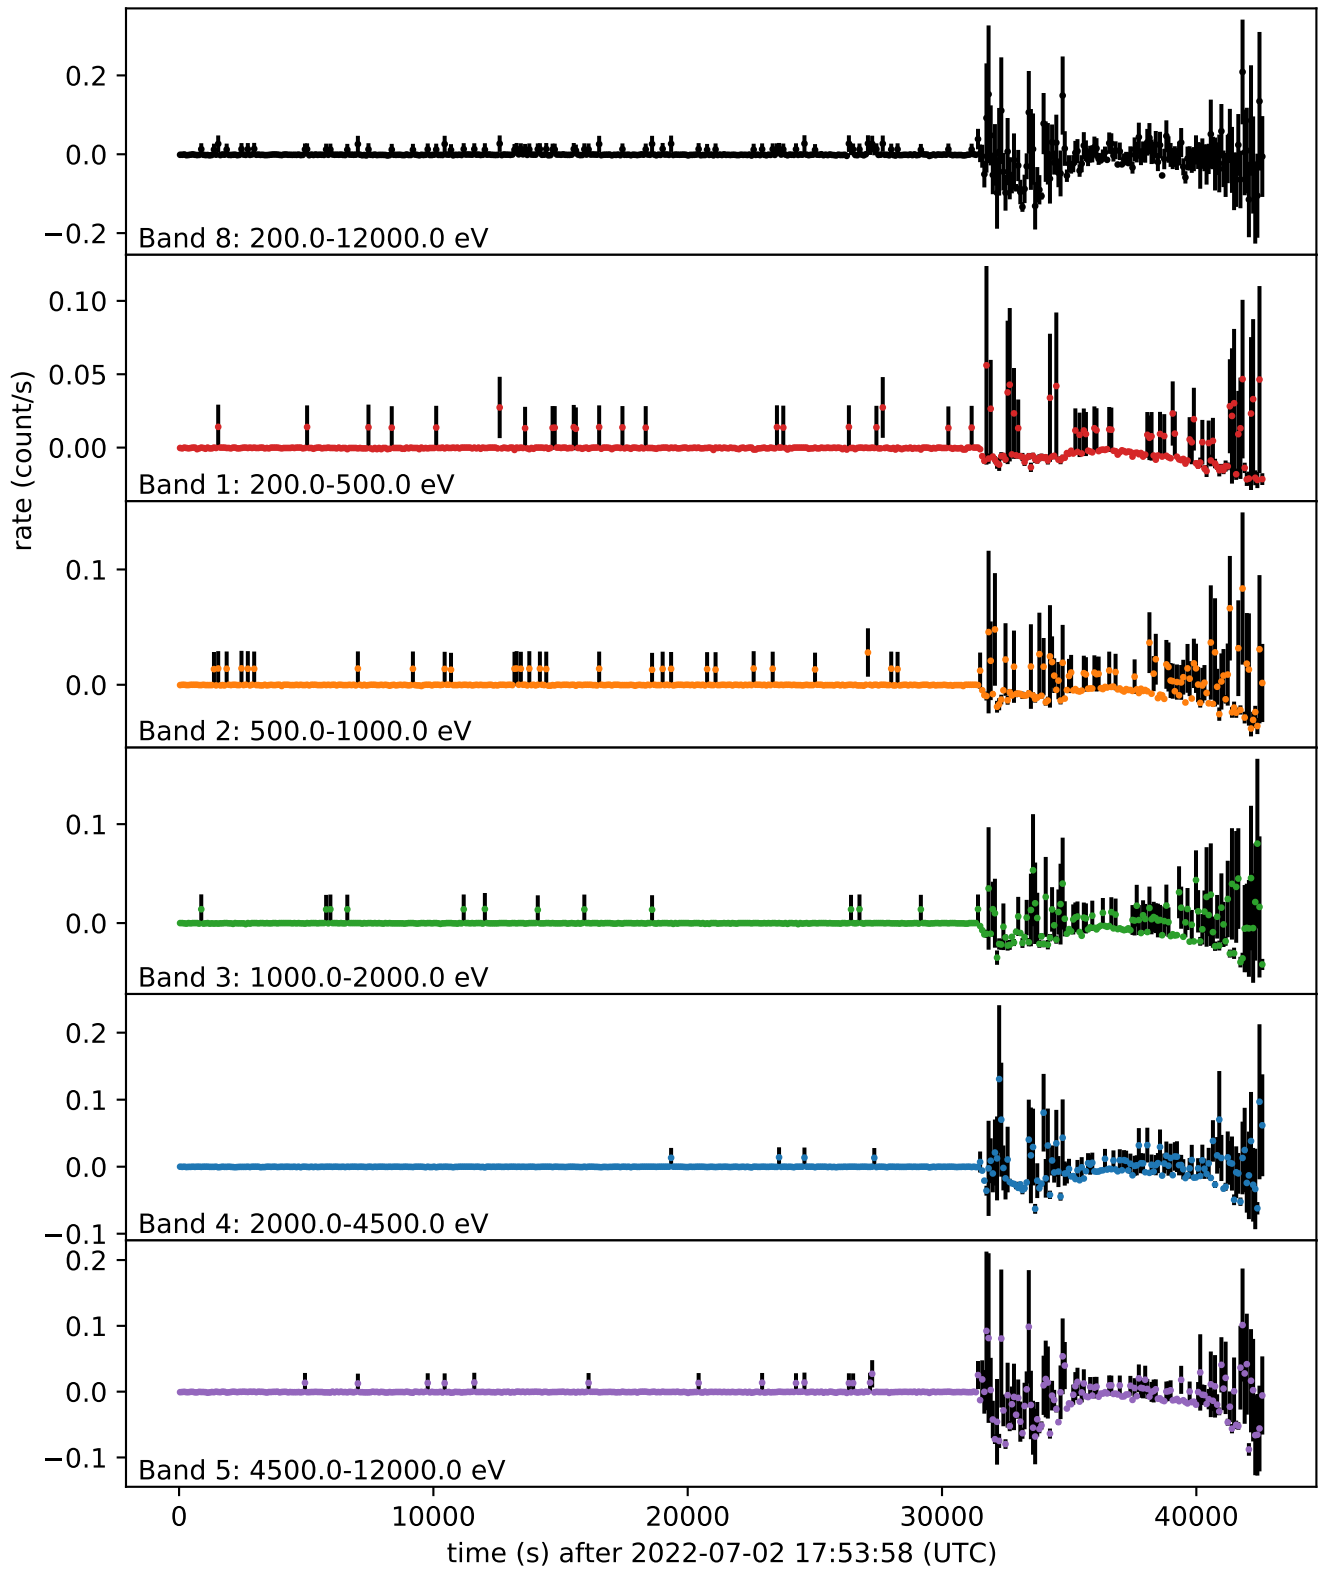 0.2
0.0
−0.2
Band 8: 200.0-12000.0 eV
0.10
0.05
0.00
Band 1: 200.0-500.0 eV
rate (count/s)
0.1
0.0
Band 2: 500.0-1000.0 eV
0.1
0.0
Band 3: 1000.0-2000.0 eV
0.2
0.1
0.0
−0.1
Band 4: 2000.0-4500.0 eV
0.2
0.1
0.0
−0.1
Band 5: 4500.0-12000.0 eV
0 10000 20000 30000 40000
time (s) after 2022-07-02 17:53:58 (UTC)